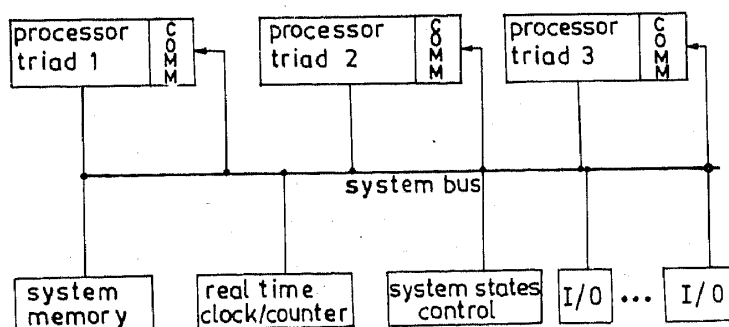 processor
triad 1
COMM
processor
triad 2
COMM
processor
triad 3
COMM
system bus
system
memory
real time
clock/counter
system states
control
I/O
...
I/O